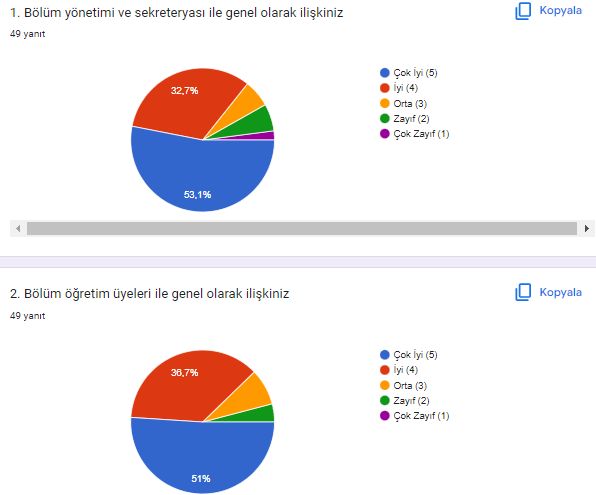 1. Bölüm yönetimi ve sekreteryası ile genel olarak ilişkiniz
Kopyala
49 yanıt
Çok İyi (5)
İyi (4)
Orta (3)
Zayıf (2)
Çok Zayıf (1)
32,7%
53,1%
2. Bölüm öğretim üyeleri ile genel olarak ilişkiniz
Kopyala
49 yanıt
Çok İyi (5)
İyi (4)
Orta (3)
Zayıf (2)
Çok Zayıf (1)
36,7%
51%